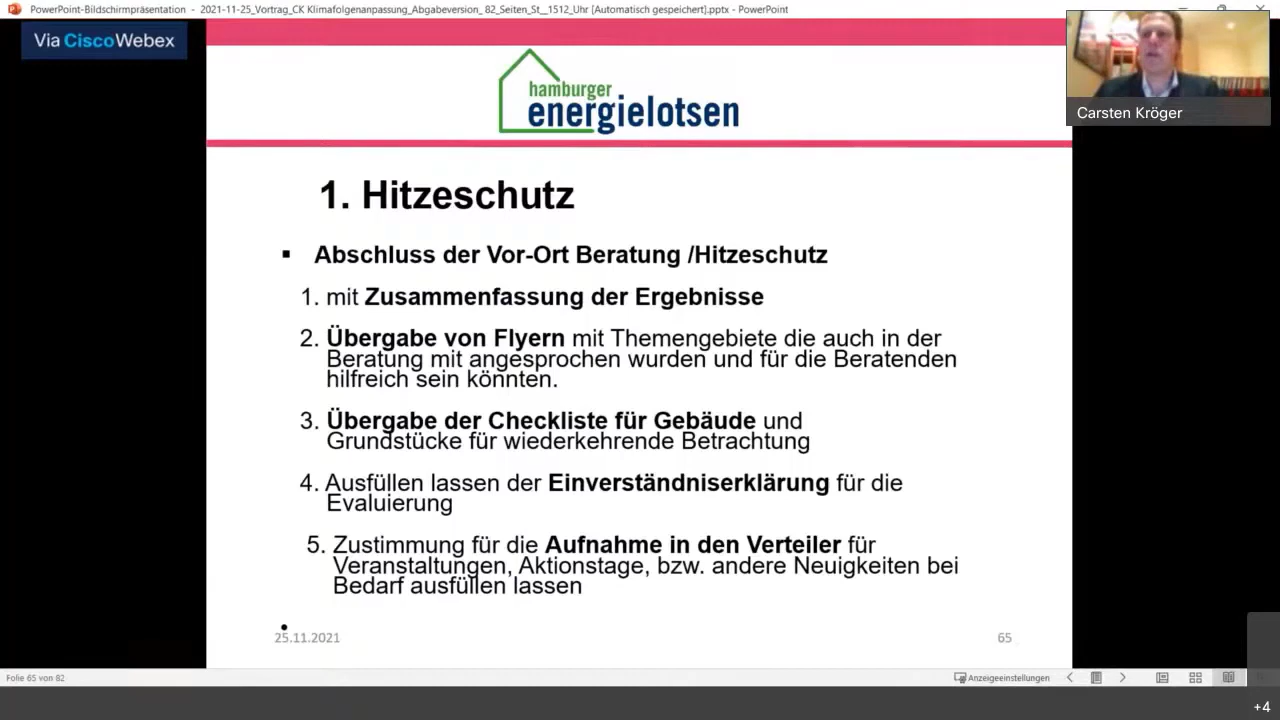 PowerPoint-Bildschirmpräsentation - 2021-11-25_Vortrag_CK Klimafolgenanpassung_Abgabeversion_ 82_Seiten_St__1512_Uhr [Automatisch gespeichert].pptx - PowerPoint
Via CiscoWebex
hamburger
energielotsen
Carsten Kröger
1. Hitzeschutz
▪ Abschluss der Vor-Ort Beratung /Hitzeschutz
1. mit Zusammenfassung der Ergebnisse
2. Übergabe von Flyern mit Themengebiete die auch in der
Beratung mit angesprochen wurden und für die Beratenden
hilfreich sein könnten.
3. Übergabe der Checkliste für Gebäude und
Grundstücke für wiederkehrende Betrachtung
4. Ausfüllen lassen der Einverständniserklärung für die
Evaluierung
5. Zustimmung für die Aufnahme in den Verteiler für
Veranstaltungen, Aktionstage, bzw. andere Neuigkeiten bei
Bedarf ausfüllen lassen
•
25.11.2021
65
Folie 65 von 82
Anzeigeeinstellungen
+4